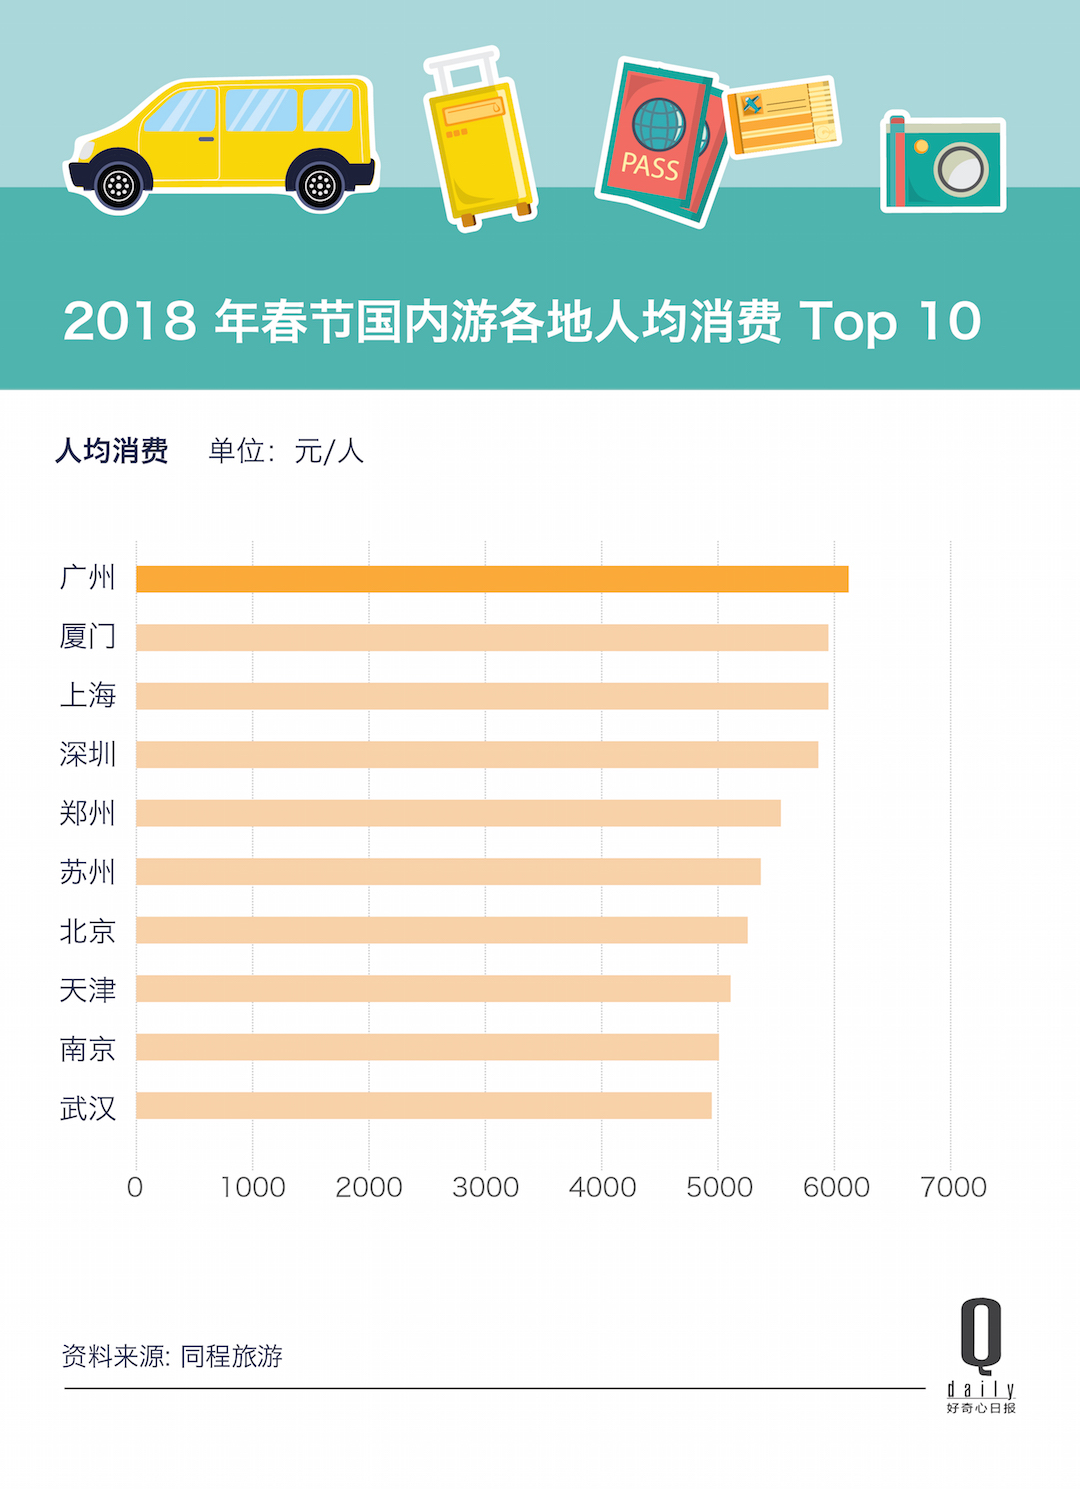 PASS
2018 年春节国内游各地人均消费 Top 10
人均消费 单位：元/人
广州
厦门
上海
深圳
郑州
苏州
北京
天津
南京
武汉
0 1000 2000 3000 4000 5000 6000 7000
资料来源: 同程旅游
Q
daily
好奇心日报